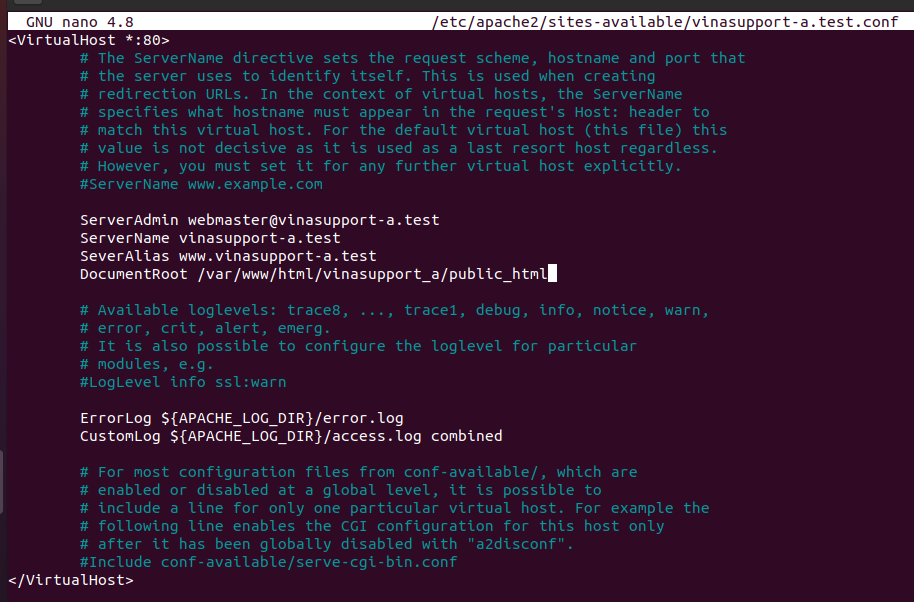 GNU nano 4.8 /etc/apache2/sites-available/vinasupport-a.test.conf
<VirtualHost *:80>
# The ServerName directive sets the request scheme, hostname and port that
# the server uses to identify itself. This is used when creating
# redirection URLs. In the context of virtual hosts, the ServerName
# specifies what hostname must appear in the request's Host: header to
# match this virtual host. For the default virtual host (this file) this
# value is not decisive as it is used as a last resort host regardless.
# However, you must set it for any further virtual host explicitly.
#ServerName www.example.com
ServerAdmin webmaster@vinasupport-a.test
ServerName vinasupport-a.test
SeverAlias www.vinasupport-a.test
DocumentRoot /var/www/html/vinasupport_a/public_html
# Available loglevels: trace8, ..., trace1, debug, info, notice, warn,
# error, crit, alert, emerg.
# It is also possible to configure the loglevel for particular
# modules, e.g.
#LogLevel info ssl:warn
ErrorLog ${APACHE_LOG_DIR}/error.log
CustomLog ${APACHE_LOG_DIR}/access.log combined
# For most configuration files from conf-available/, which are
# enabled or disabled at a global level, it is possible to
# include a line for only one particular virtual host. For example the
# following line enables the CGI configuration for this host only
# after it has been globally disabled with "a2disconf".
#Include conf-available/serve-cgi-bin.conf
</VirtualHost>